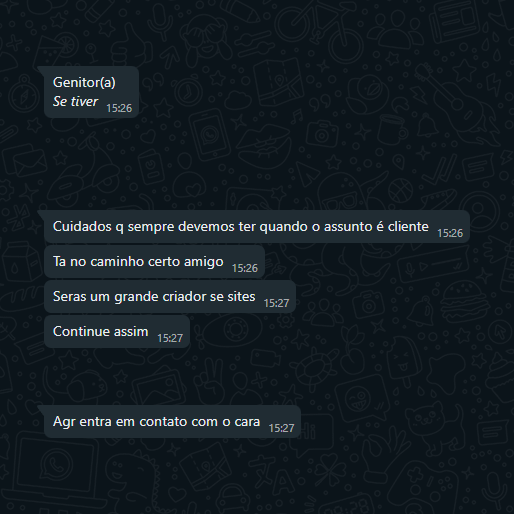 Genitor(a)
Se tiver 15:26
Cuidados q sempre devemos ter quando o assunto é cliente 15:26
Ta no caminho certo amigo 15:26
Seras um grande criador se sites 15:27
Continue assim 15:27
Agr entra em contato com o cara 15:27